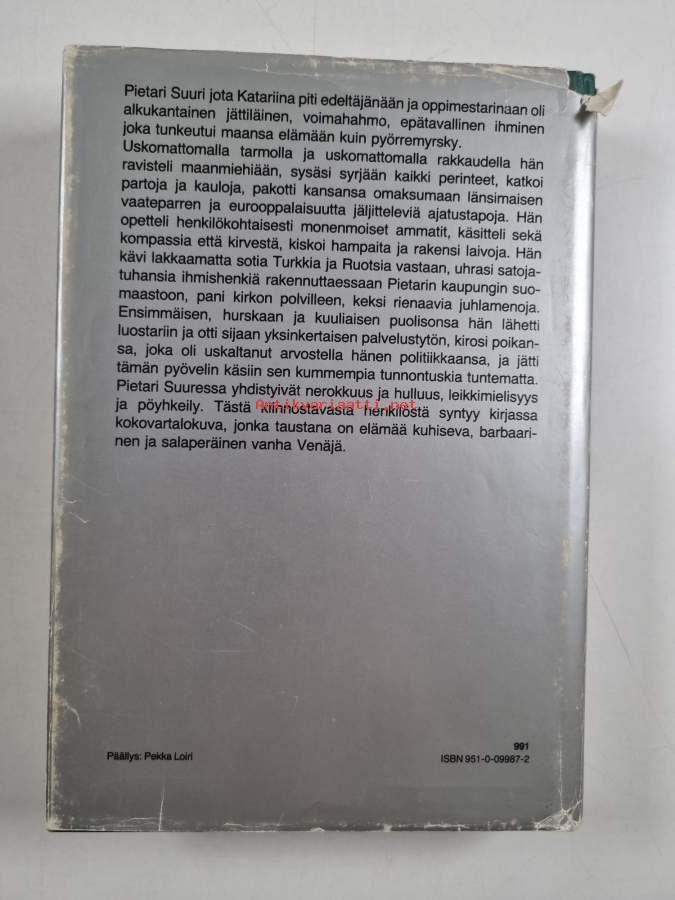 Pietari Suuri jota Katariina piti edeltäjänään ja oppimestarinaan oli
alkukantainen jättiläinen, voimahahmo, epätavallinen ihminen
joka tunkeutui maansa elämään kuin pyörremyrsky.
Uskomattomalla tarmolla ja uskomattomalla rakkaudella hän
ravisteli maanmiehiään, sysäsi syrjään kaikki perinteet, katkoi
partoja ja kauloja, pakotti kansansa omaksumaan länsimaisen
vaateparren ja eurooppalaisuutta jäljitteleviä ajatustapoja. Hän
opetteli henkilökohtaisesti monenmoiset ammatit, käsitteli sekä
kompassia että kirvestä, kiskoi hampaita ja rakensi laivoja. Hän
kävi lakkaamatta sotia Turkkia ja Ruotsia vastaan, uhrasi satoja-
tuhansia ihmishenkiä rakennuttaessaan Pietarin kaupungin suo-
maastoon, pani kirkon polvilleen, keksi rienaavia juhlamenoja.
Ensimmäisen, hurskaan ja kuuliaisen puolisonsa hän lähetti
luostariin ja otti sijaan yksinkertaisen palvelustytön, kirosi poikan-
sa, joka oli uskaltanut arvostella hänen politiikkaansa, ja jätti
tämän pyövelin käsiin sen kummempia tunnontuskia tuntematta.
Pietari Suuressa yhdistyivät nerokkuus ja hulluus, leikkimielisyys
ja pöyhkeily. Tästä kiihnostavasta henkilöstä syntyy kirjassa
Antikvariaatti.net
kokovartalokuva, jonka taustana on elämää kuhiseva, barbaari-
nen ja salaperäinen vanha Venäjä.
991
Päällys: Pekka Loiri
ISBN 951-0-09987-2